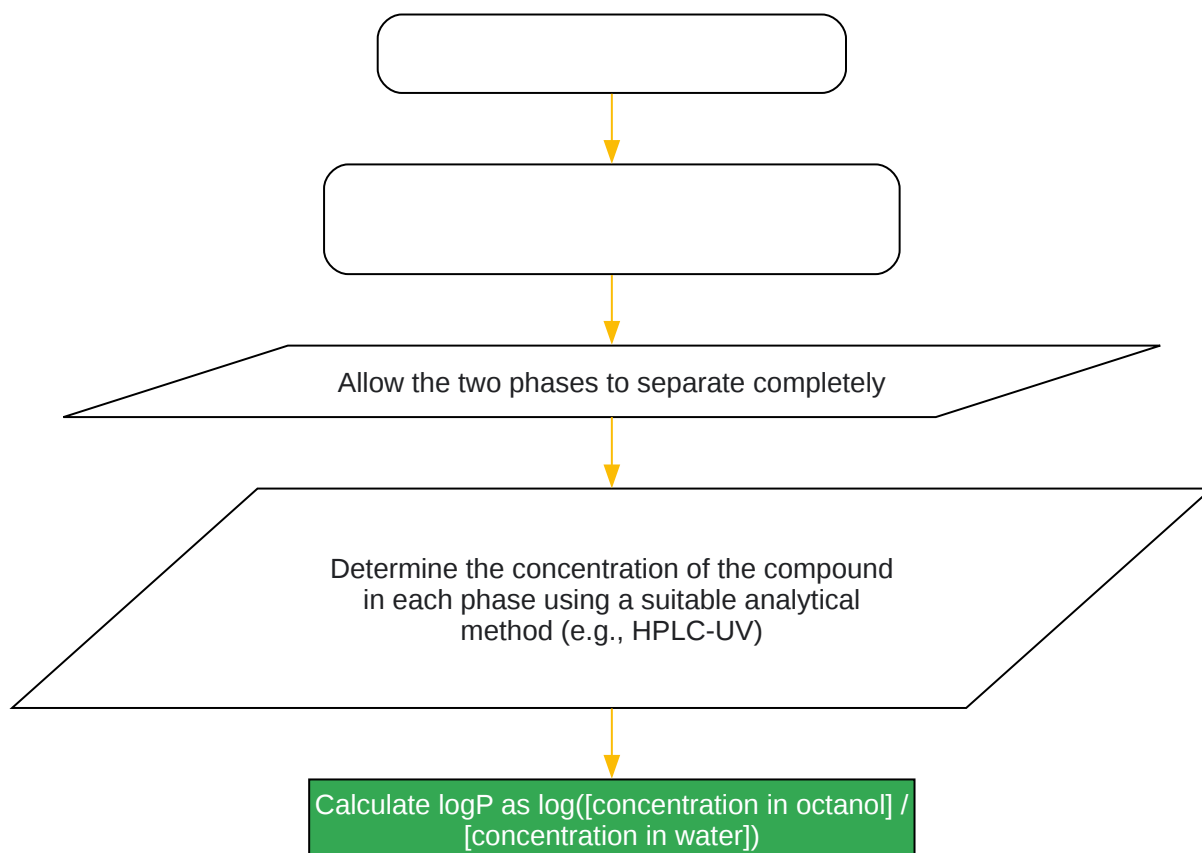 Allow the two phases to separate completely
Determine the concentration of the compound
in each phase using a suitable analytical
method (e.g., HPLC-UV)
Calculate logP as log([concentration in octanol] /
[concentration in water])